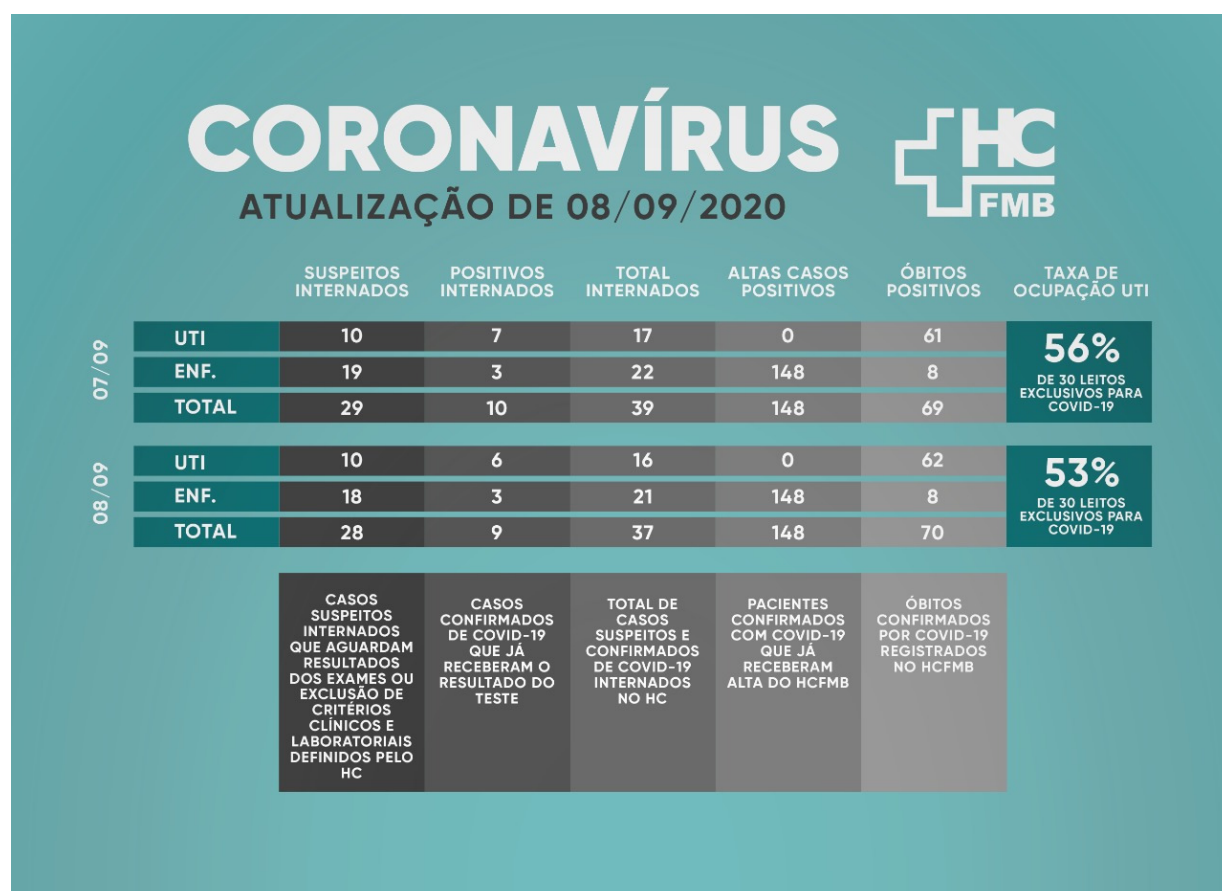 CORONAVÍRUS
HC
FMB
ATUALIZAÇÃO DE 08/09/2020
SUSPEITOS INTERNADOS POSITIVOS INTERNADOS TOTAL INTERNADOS ALTAS CASOS POSITIVOS ÓBITOS POSITIVOS TAXA DE OCUPAÇÃO UTI
07/09
UTI 10 7 17 0 61
ENF. 19 3 22 148 8
TOTAL 29 10 39 148 69
56%
DE 30 LEITOS
EXCLUSIVOS PARA
COVID-19
08/09
UTI 10 6 16 0 62
ENF. 18 3 21 148 8
TOTAL 28 9 37 148 70
53%
DE 30 LEITOS
EXCLUSIVOS PARA
COVID-19
CASOS
SUSPEITOS
INTERNADOS
QUE AGUARDAM
RESULTADOS
DOS EXAMES OU
EXCLUSÃO DE
CRITÉRIOS
CLÍNICOS E
LABORATORIAIS
DEFINIDOS PELO
HC
CASOS
CONFIRMADOS
DE COVID-19
QUE JÁ
RECEBERAM O
RESULTADO DO
TESTE
TOTAL DE
CASOS
SUSPEITOS E
CONFIRMADOS
DE COVID-19
INTERNADOS
NO HC
PACIENTES
CONFIRMADOS
COM COVID-19
QUE JÁ
RECEBERAM
ALTA DO HCFMB
ÓBITOS
CONFIRMADOS
POR COVID-19
REGISTRADOS
NO HCFMB